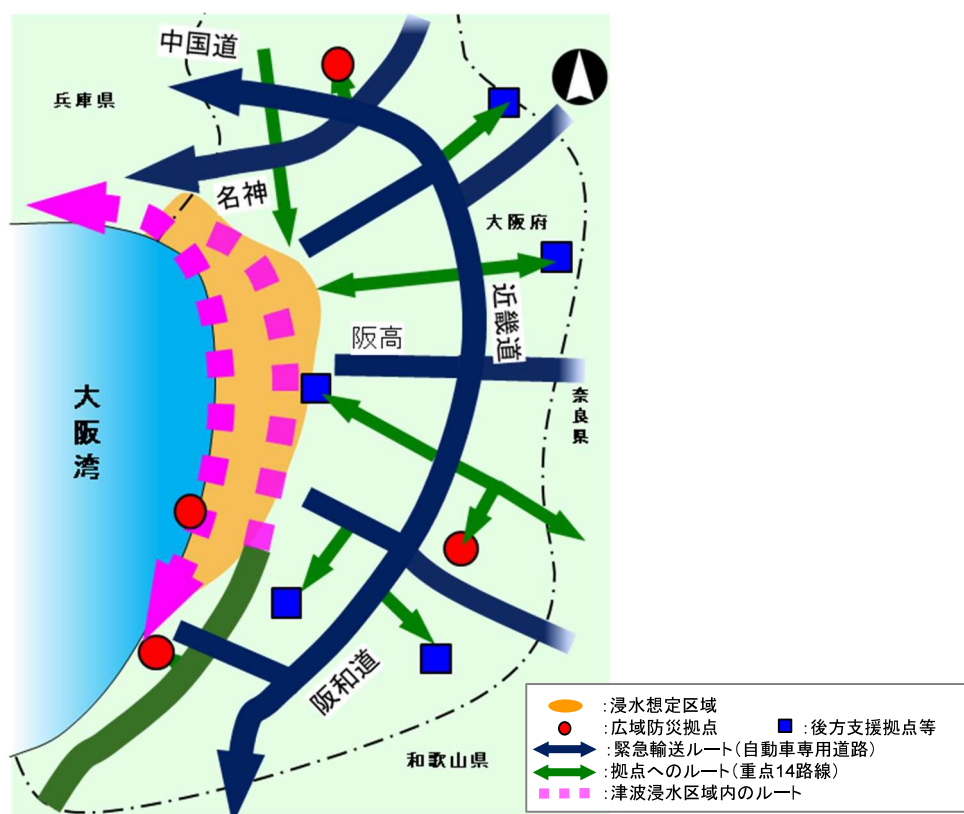 中国道
兵庫県
名神
大阪府
近畿道
阪高
大阪湾
奈良県
阪和道
和歌山県
:浸水想定区域
:広域防災拠点 :後方支援拠点等
:緊急輸送ルート(自動車専用道路)
:拠点へのルート(重点14路線)
:津波浸水区域内のルート